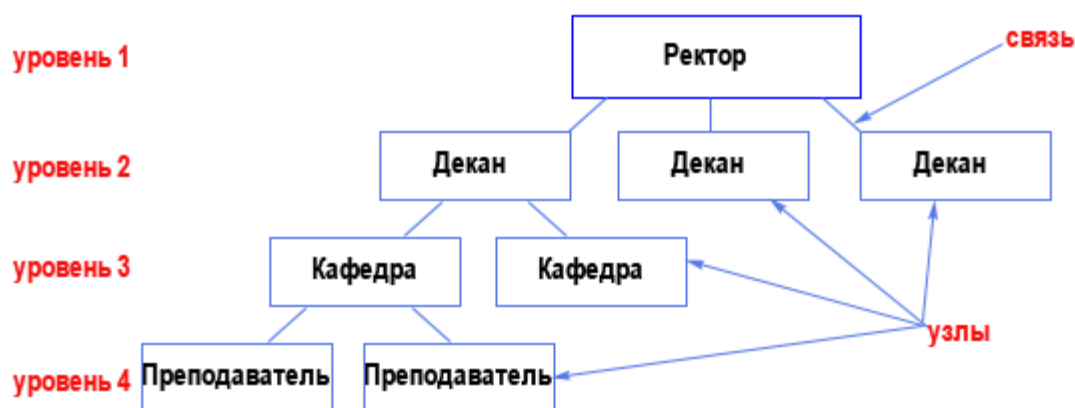 уровень 1
Ректор
связь
уровень 2
Декан
Декан
Декан
уровень 3
Кафедра
Кафедра
узлы
уровень 4
Преподаватель
Преподаватель